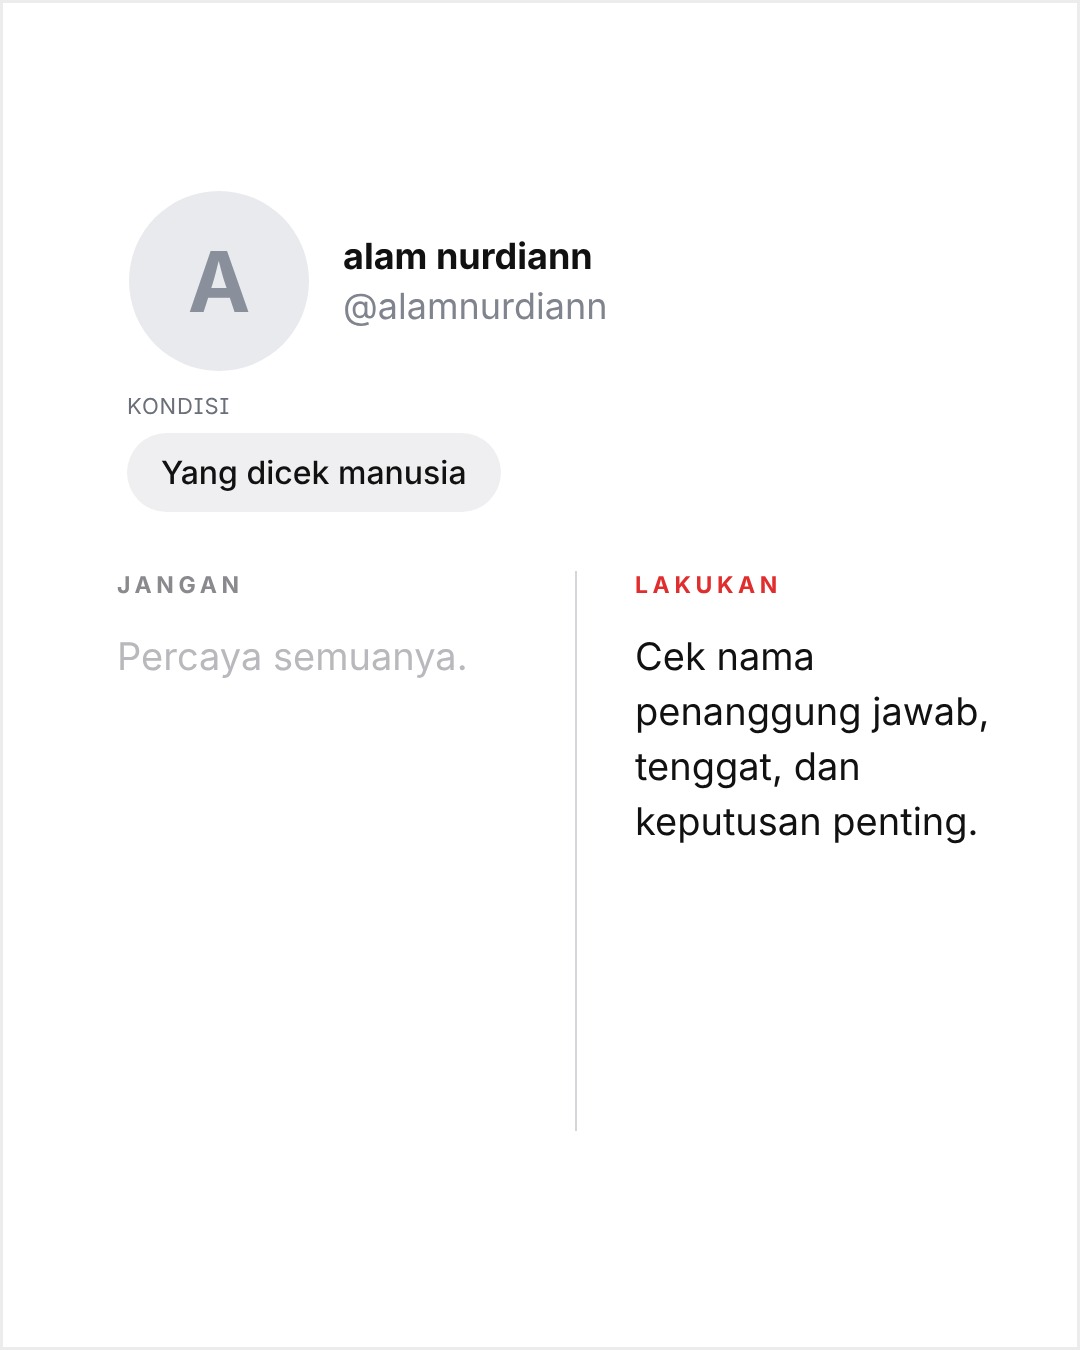 A
alam nurdiann
@alamnurdiann
KONDISI
Yang dicek manusia
JANGAN
Percaya semuanya.
LAKUKAN
Cek nama
penanggung jawab,
tenggat, dan
keputusan penting.